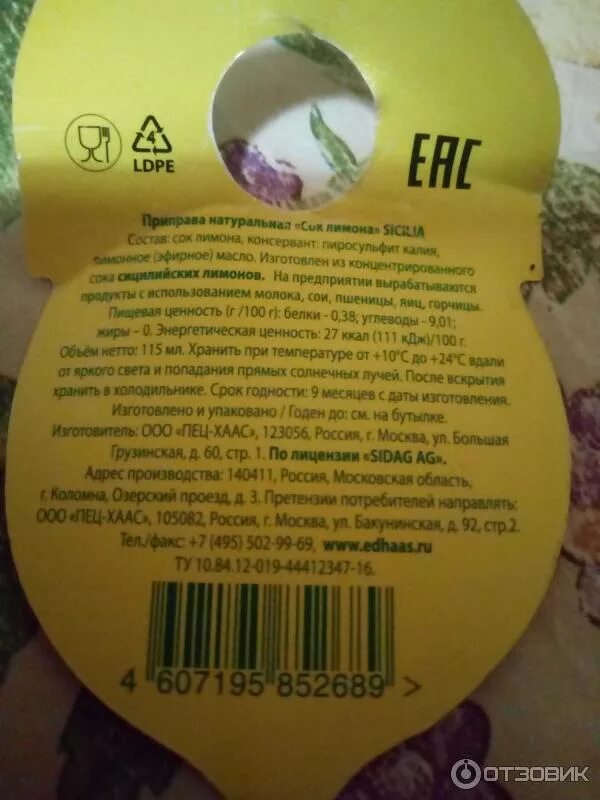 4
LDPE
EAC
Приправа натуральная «Сок лимона» SICILIA
Состав: сок лимона, консервант: пиросульфит калия,
лимонное (эфирное) масло. Изготовлен из концентрированного
сока сицилийских лимонов. На предприятии вырабатываются
продукты с использованием молока, сои, пшеницы, яиц, горчицы.
Пищевая ценность (г /100 г): белки - 0,38; углеводы - 9,01;
жиры – 0. Энергетическая ценность: 27 ккал (111 кДж)/100 г.
Объём нетто: 115 мл. Хранить при температуре от +10°С до +24°С вдали
от яркого света и попадания прямых солнечных лучей. После вскрытия
хранить в холодильнике. Срок годности: 9 месяцев с даты изготовления.
Изготовлено и упаковано / Годен до: см. на бутылке.
Изготовитель: ООО «ПЕЦ-ХААС», 123056, Россия, г. Москва, ул. Большая
Грузинская, д. 60, стр. 1. По лицензии «SIDAG AG».
Адрес производства: 140411, Россия, Московская область,
г. Коломна, Озерский проезд, д. 3. Претензии потребителей направлять:
ООО «ПЕЦ-ХААС», 105082, Россия, г. Москва, ул. Бакунинская, д. 92, стр.2.
Тел./факс: +7 (495) 502-99-69, www.edhaas.ru
ТУ 10.84.12-019-44412347-16.
4 607195 852689 >
ОТЗОВИК